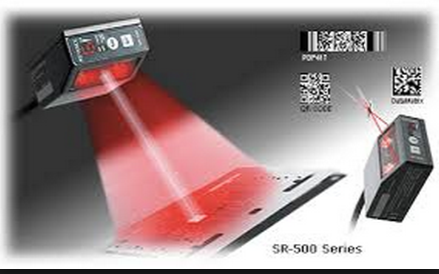 PDF417
QR CODE
DataMatrix
SR-500 Series